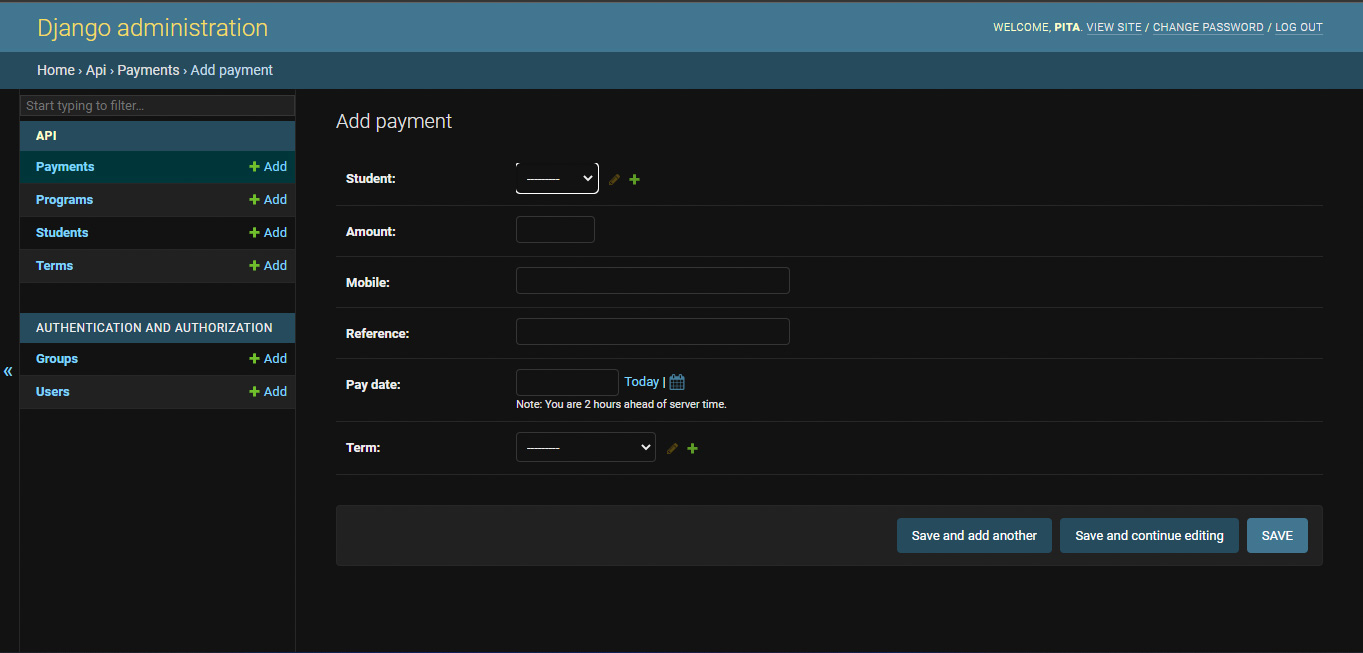 Django administration
WELCOME, PITA. VIEW SITE / CHANGE PASSWORD / LOG OUT
Home › Api › Payments › Add payment
Start typing to filter...
API
Payments + Add
Programs + Add
Students + Add
Terms + Add
AUTHENTICATION AND AUTHORIZATION
Groups + Add
Users + Add
«
Add payment
Student: ---------
Amount:
Mobile:
Reference:
Pay date: Today |
Note: You are 2 hours ahead of server time.
Term: ---------
Save and add another Save and continue editing SAVE